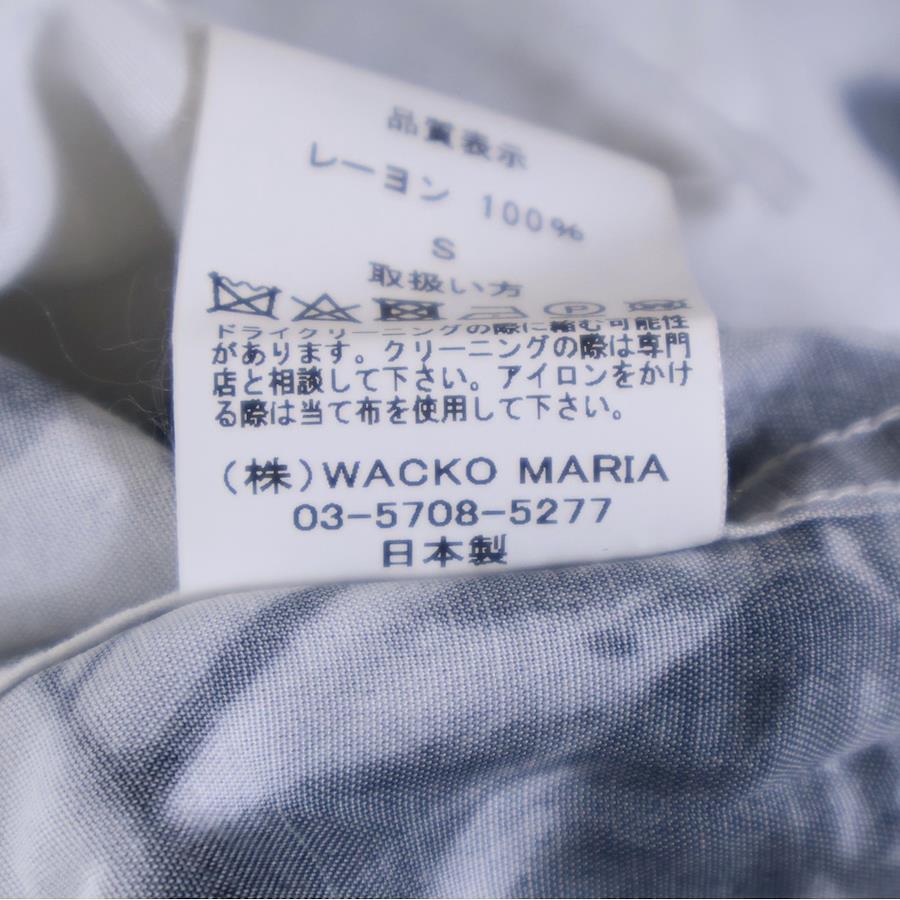 品質表示
レーヨン 100%
S
取扱い方
ドライクリーニングの際に縮む可能性
があります。クリーニングの際は専門
店と相談して下さい。アイロンをかけ
る際は当て布を使用して下さい。
(株)WACKO MARIA
03-5708-5277
日本製